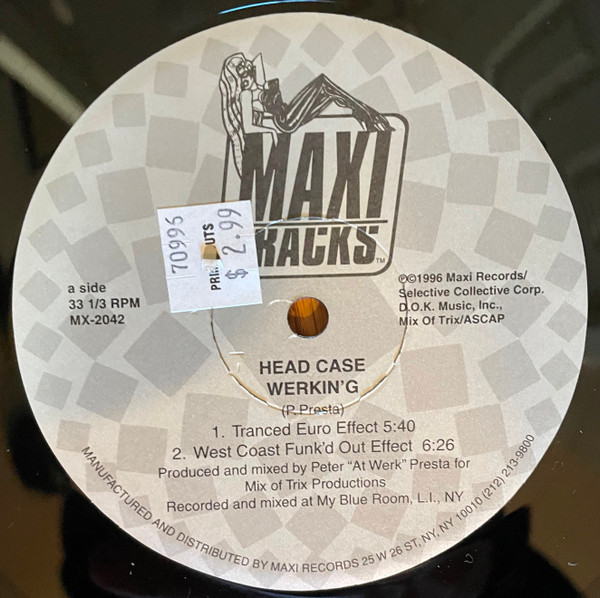 MAXI
TRACKS
TM
70995
PRI UTS
$ 2.99
a side
33 1/3 RPM
MX-2042
℗©1996 Maxi Records/
Selective Collective Corp.
D.O.K. Music, Inc.,
Mix Of Trix/ASCAP
HEAD CASE
WERKIN'G
(P. Presta)
1. Tranced Euro Effect 5:40
2. West Coast Funk'd Out Effect 6:26
Produced and mixed by Peter "At Werk" Presta for
Mix of Trix Productions
Recorded and mixed at My Blue Room, L.I., NY
MANUFACTURED AND DISTRIBUTED BY MAXI RECORDS 25 W 26 ST, NY, NY 10010 (212) 213-9800